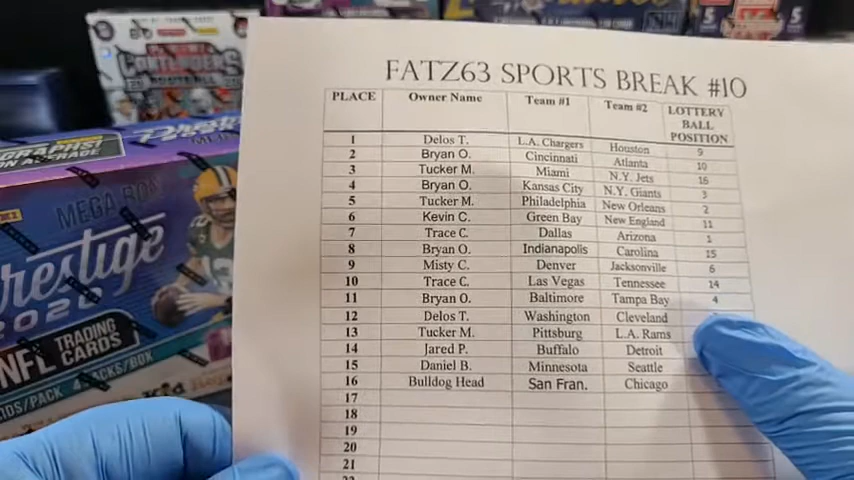 CONTENDERS
FATZ63 SPORTS BREAK #10
PLACE Owner Name Team #1 Team #2 LOTTERY BALL POSITION
1 Delos T. L.A. Chargers Houston 9
2 Bryan O. Cincinnati Atlanta 10
3 Tucker M. Miami N.Y. Jets 16
4 Bryan O. Kansas City N.Y. Giants 3
5 Tucker M. Philadelphia New Orleans 2
6 Kevin C. Green Bay New England 11
7 Trace C. Dallas Arizona 1
8 Bryan O. Indianapolis Carolina 15
9 Misty C. Denver Jacksonville 6
10 Trace C. Las Vegas Tennessee 14
11 Bryan O. Baltimore Tampa Bay 4
12 Delos T. Washington Cleveland
13 Tucker M. Pittsburg L.A. Rams
14 Jared P. Buffalo Detroit
15 Daniel B. Minnesota Seattle
16 Bulldog Head San Fran. Chicago
17
18
19
20
21
MEGA BOX
restige
2020
NFL TRADING CARDS